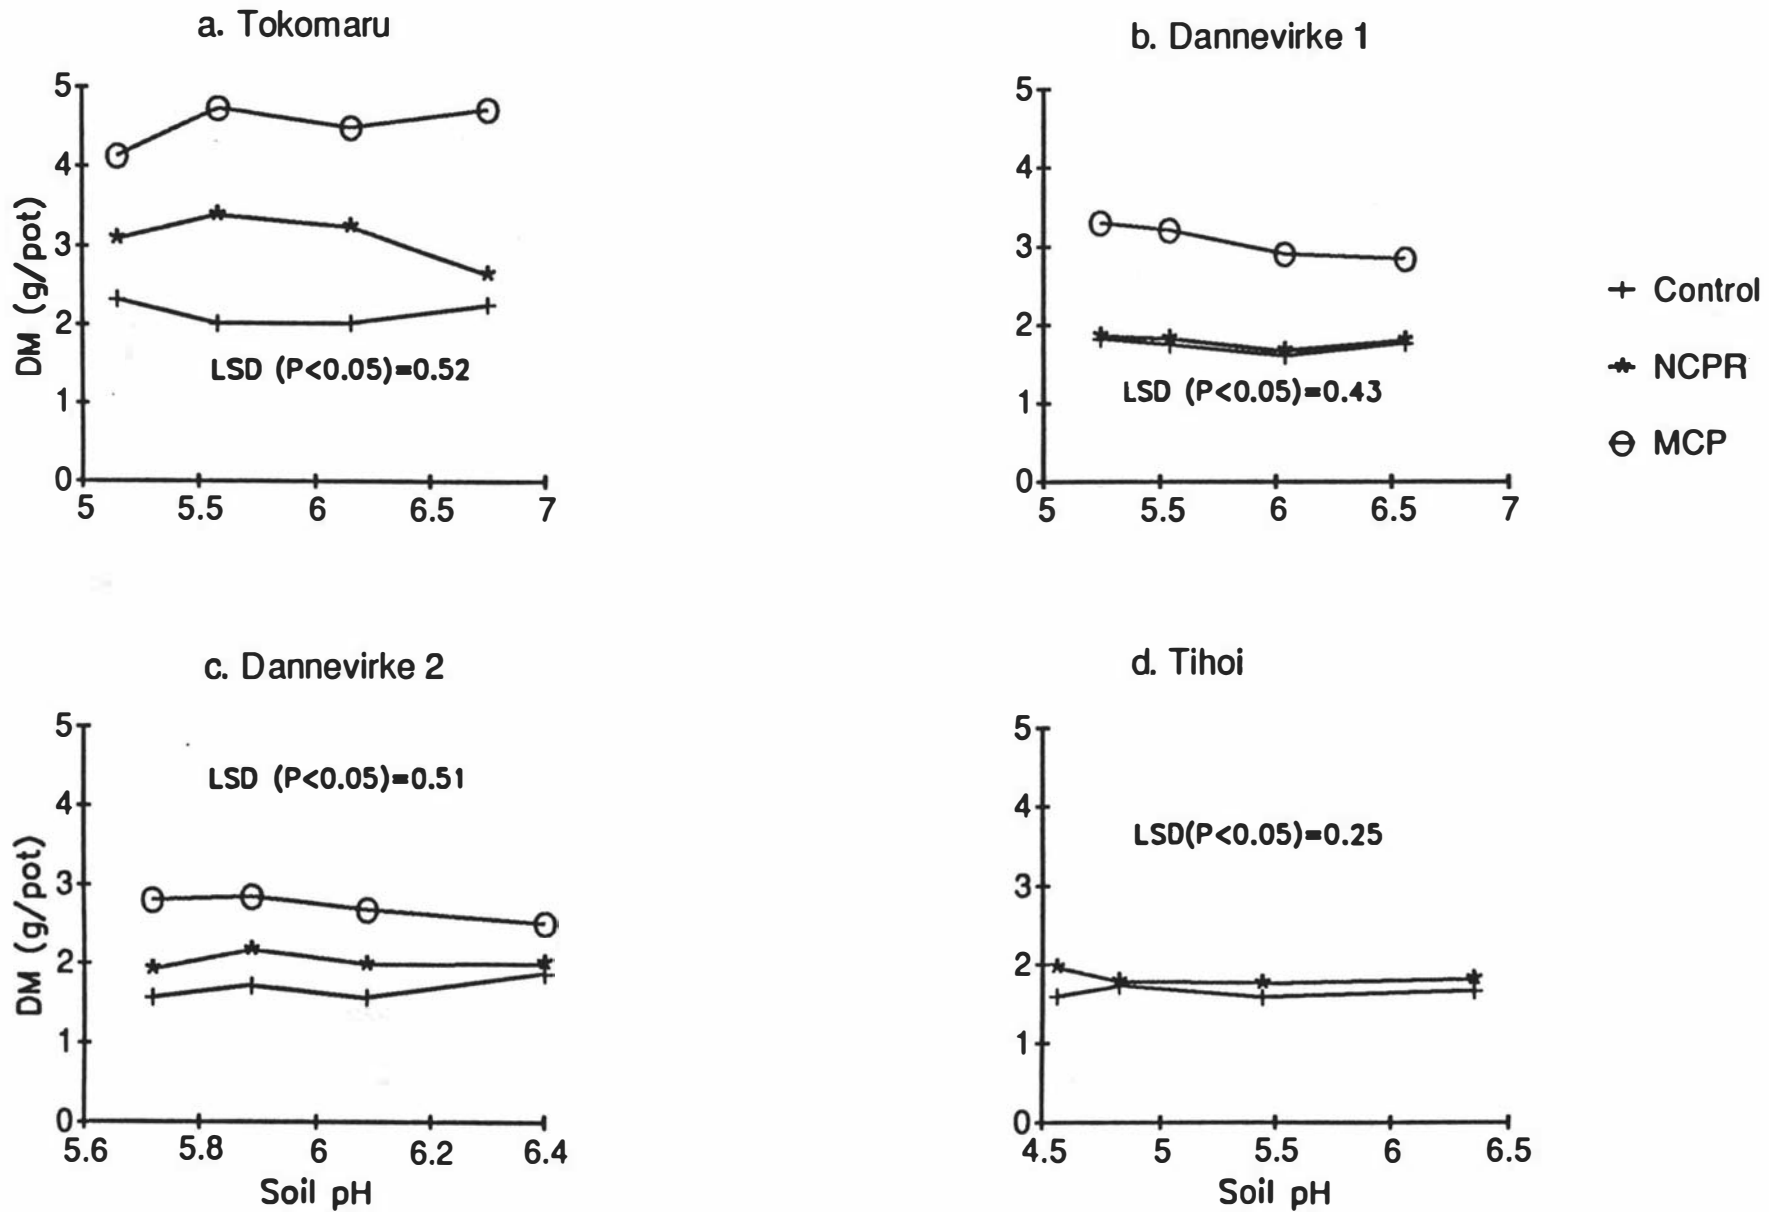 a. Tokomaru
5
4
3
2
1
0
DM (g/pot)
LSD (P<0.05)=0.52
5 5.5 6 6.5 7
b. Dannevirke 1
5
4
3
2
1
0
LSD (P<0.05)=0.43
5 5.5 6 6.5 7
Control
NCPR
MCP
c. Dannevirke 2
5
4
3
2
1
0
DM (g/pot)
LSD (P<0.05)=0.51
5.6 5.8 6 6.2 6.4
Soil pH
d. Tihoi
5
4
3
2
1
0
LSD(P<0.05)=0.25
4.5 5 5.5 6 6.5
Soil pH